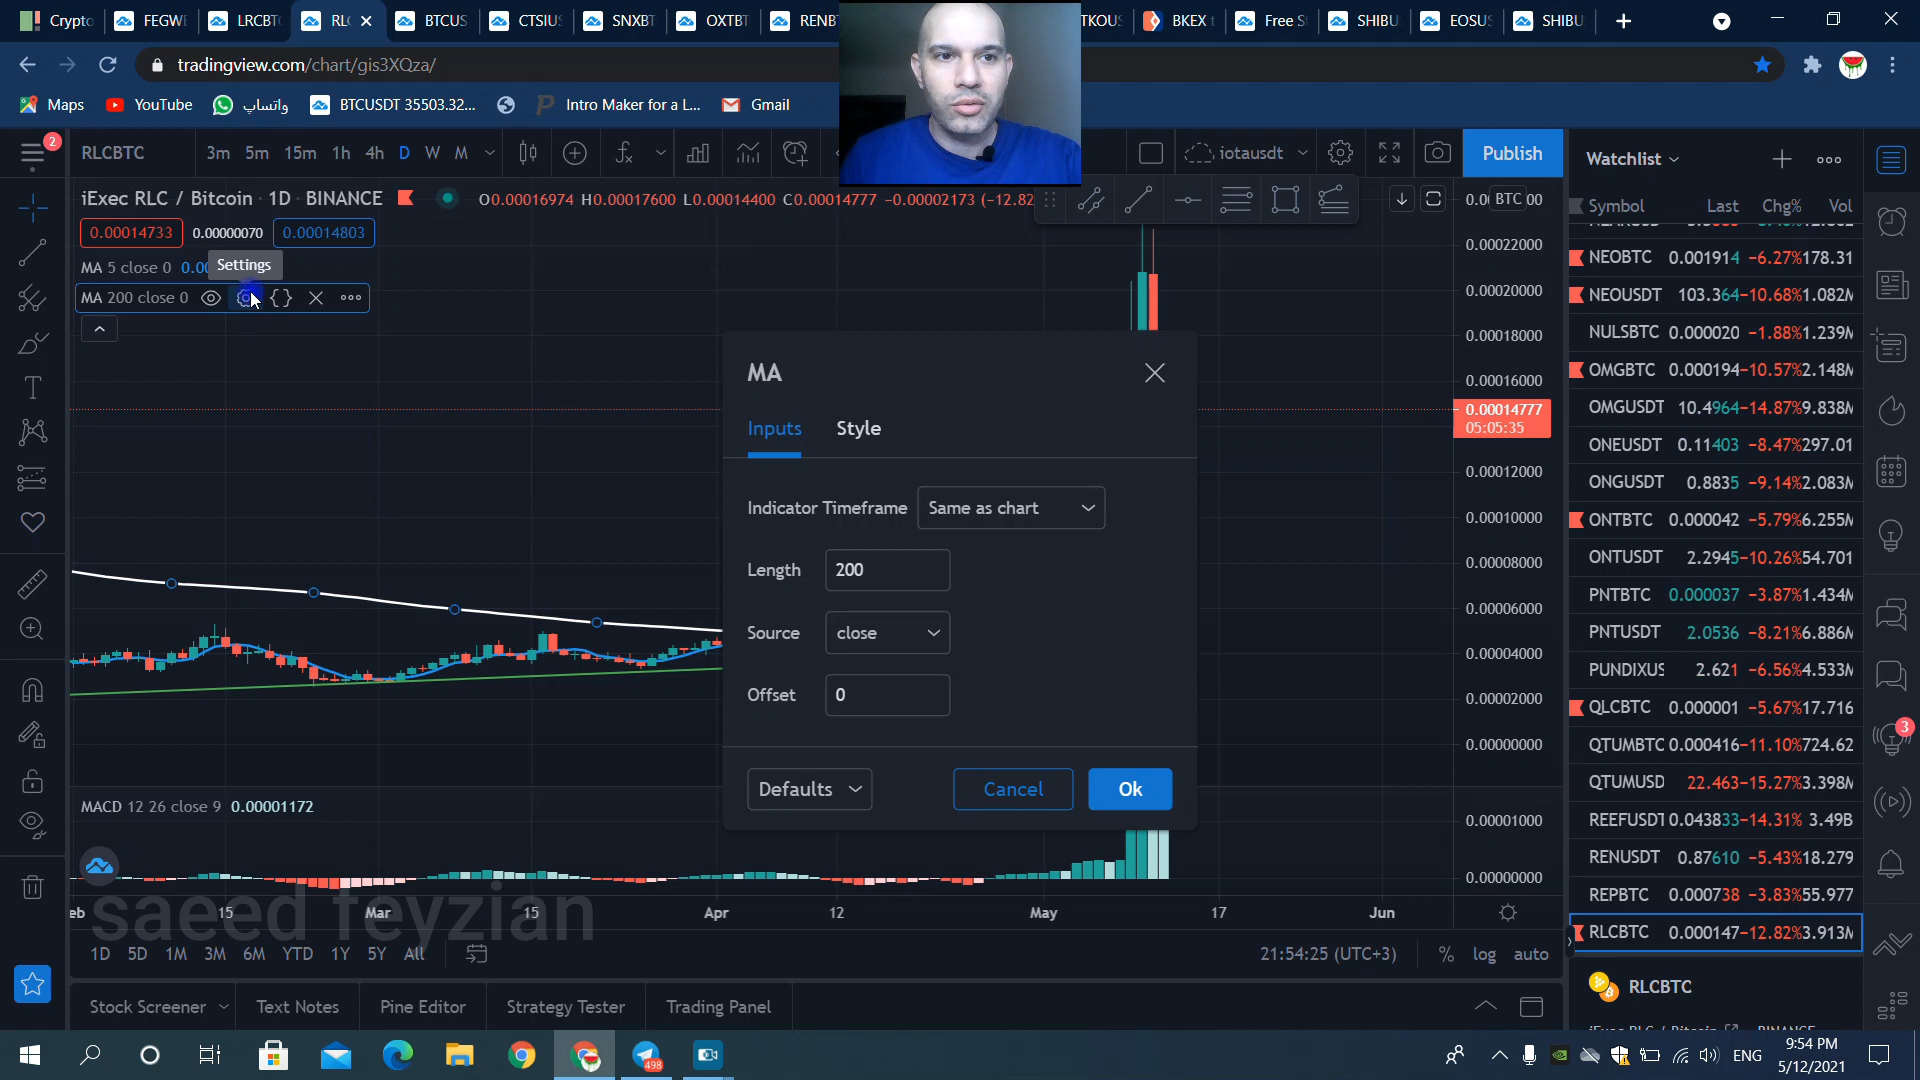 Crypto
FEGWE
LRCBT
RLC
BTCUS
CTSIUS
SNXBT
OXTBT
RENB
TKOUS
BKEX t
Free S
SHIBU
EOSUS
SHIBU
tradingview.com/chart/gis3XQza/
Maps
YouTube
واتساپ
BTCUSDT 35503.32...
Intro Maker for a L...
Gmail
2
RLCBTC
3m 5m 15m 1h 4h D W M
iotausdt
Publish
Watchlist
iExec RLC / Bitcoin · 1D · BINANCE
O0.00016974 H0.00017600 L0.00014400 C0.00014777 −0.00002173 (−12.82
BTC
0.00014733
0.00000070
0.00014803
MA 5 close 0 0.00
Settings
MA 200 close 0
MA
Inputs
Style
Indicator Timeframe
Same as chart
Length
200
Source
close
Offset
0
Defaults
Cancel
Ok
MACD 12 26 close 9 0.00001172
saeed feyzian
0.00022000
0.00020000
0.00018000
0.00016000
0.00014777
05:05:35
0.00012000
0.00010000
0.00008000
0.00006000
0.00004000
0.00002000
0.00000000
0.00001000
0.00000000
eb 15 Mar 15 Apr 12 May 17 Jun
1D 5D 1M 3M 6M YTD 1Y 5Y All
21:54:25 (UTC+3)
% log auto
Stock Screener
Text Notes
Pine Editor
Strategy Tester
Trading Panel
Symbol Last Chg% Vol
NEOBTC 0.001914 −6.27% 178.31
NEOUSDT 103.364 −10.68% 1.082M
NULSBTC 0.000020 −1.88% 1.239M
OMGBTC 0.000194 −10.57% 2.148M
OMGUSDT 10.4964 −14.87% 9.838M
ONEUSDT 0.11403 −8.47% 297.01
ONGUSDT 0.8835 −9.14% 2.083M
ONTBTC 0.000042 −5.79% 6.255M
ONTUSDT 2.2945 −10.26% 54.701
PNTBTC 0.000037 −3.87% 1.434M
PNTUSDT 2.0536 −8.21% 6.886M
PUNDIXUS 2.621 −6.56% 4.533M
QLCBTC 0.000001 −5.67% 17.716
QTUMBTC 0.000416 −11.10% 724.62
QTUMUSD 22.463 −15.27% 3.398M
REEFUSDT 0.043833 −14.31% 3.49B
RENUSDT 0.87610 −5.43% 18.279
REPBTC 0.000738 −3.83% 55.977
RLCBTC 0.000147 −12.82% 3.913M
RLCBTC
3
498
ENG
9:54 PM
5/12/2021